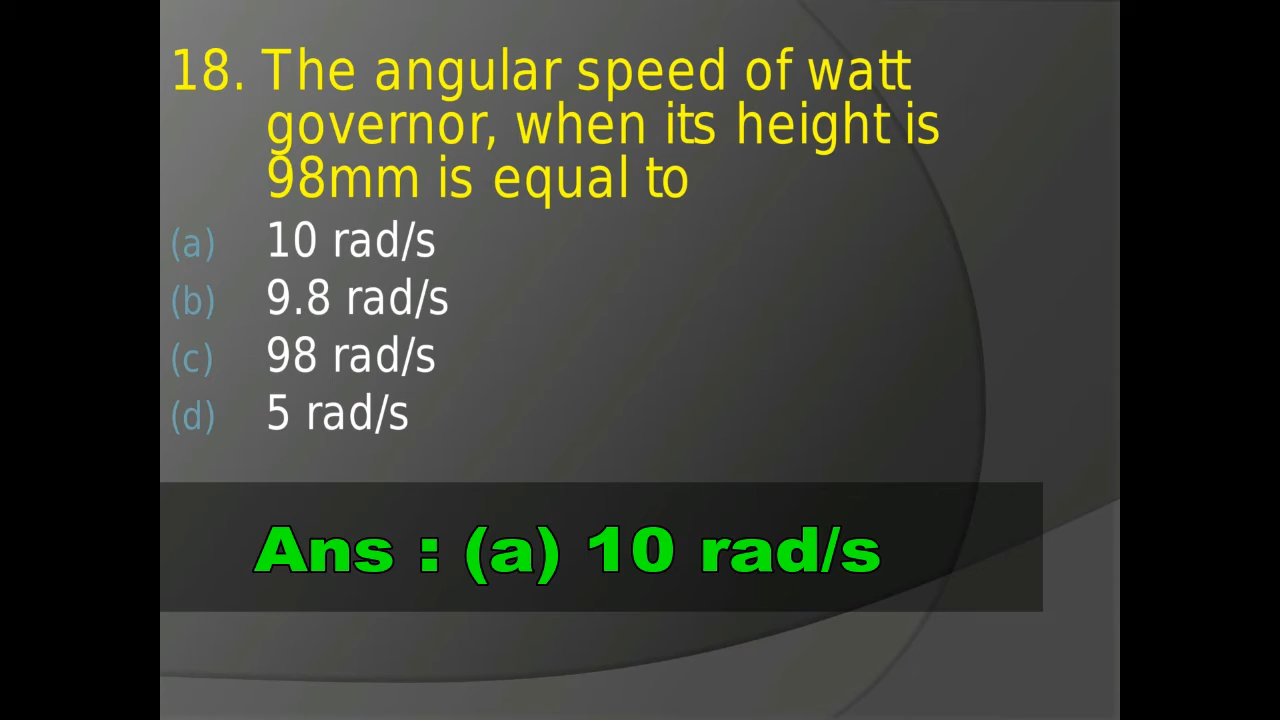 18. The angular speed of watt
governor, when its height is
98mm is equal to
(a) 10 rad/s
(b) 9.8 rad/s
(c) 98 rad/s
(d) 5 rad/s
Ans : (a) 10 rad/s